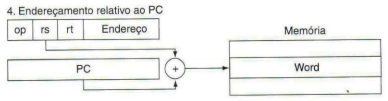 4. Endereçamento relativo ao PC
op rs rt Endereço
Memória
PC
+
Word